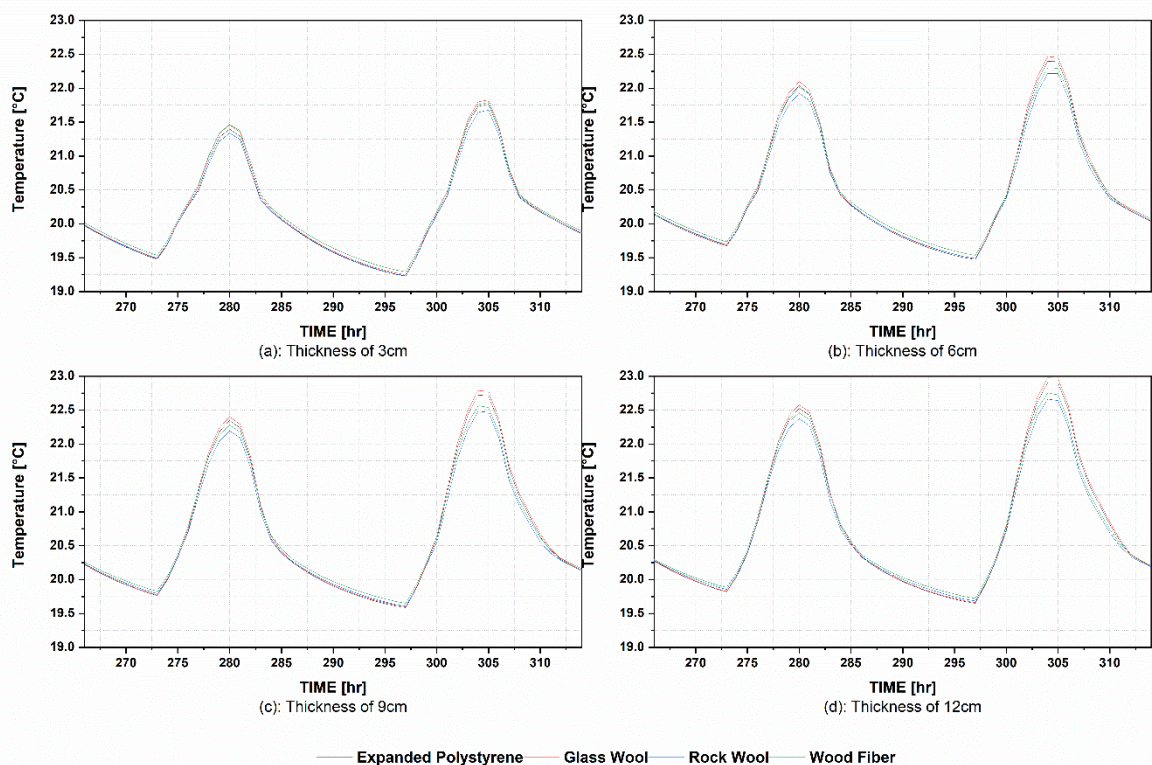 23.0
22.5
22.0
21.5
21.0
20.5
20.0
19.5
19.0
Temperature [°C]
270 275 280 285 290 295 300 305 310
TIME [hr]
(a): Thickness of 3cm
23.0
22.5
22.0
21.5
21.0
20.5
20.0
19.5
19.0
Temperature [°C]
270 275 280 285 290 295 300 305 310
TIME [hr]
(b): Thickness of 6cm
23.0
22.5
22.0
21.5
21.0
20.5
20.0
19.5
19.0
Temperature [°C]
270 275 280 285 290 295 300 305 310
TIME [hr]
(c): Thickness of 9cm
23.0
22.5
22.0
21.5
21.0
20.5
20.0
19.5
19.0
Temperature [°C]
270 275 280 285 290 295 300 305 310
TIME [hr]
(d): Thickness of 12cm
Expanded Polystyrene Glass Wool Rock Wool Wood Fiber